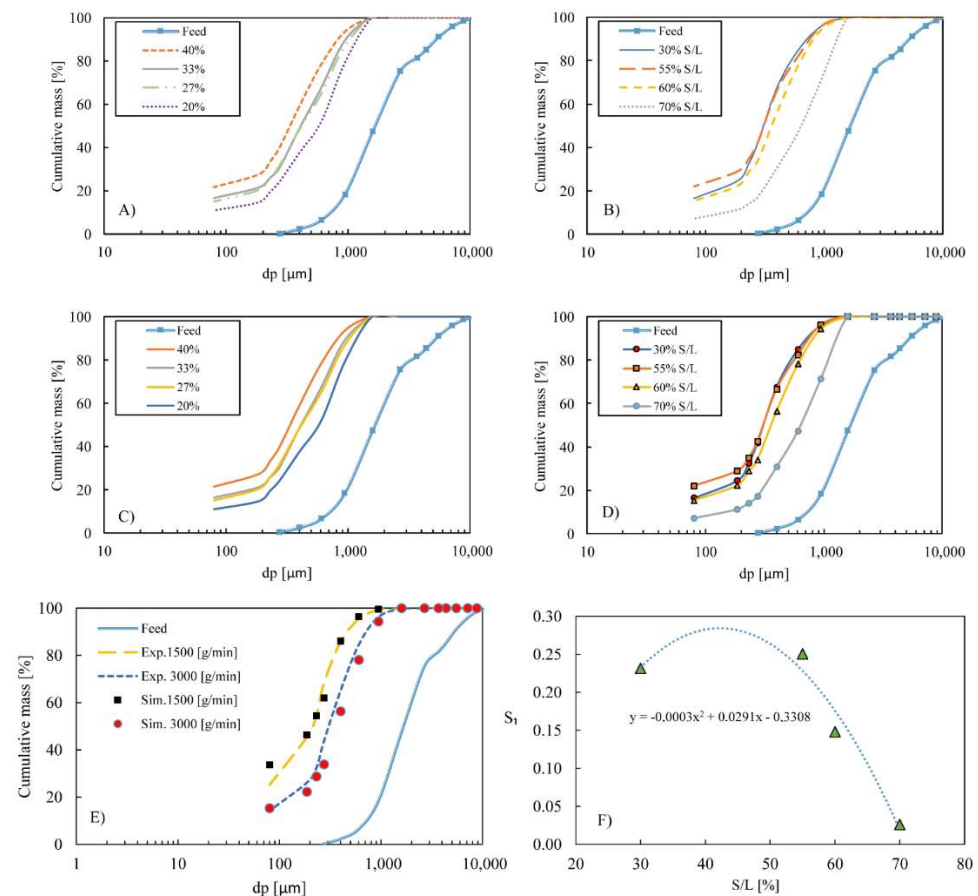 Cumulative mass [%]
100
80
60
40
20
0
Feed
40%
33%
27%
20%
A)
10
100
1,000
10,000
dp [μm]
Cumulative mass [%]
100
80
60
40
20
0
Feed
30% S/L
55% S/L
60% S/L
70% S/L
B)
10
100
1,000
10,000
dp [μm]
Cumulative mass [%]
100
80
60
40
20
0
Feed
40%
33%
27%
20%
C)
10
100
1,000
10,000
dp [μm]
Cumulative mass [%]
100
80
60
40
20
0
Feed
30% S/L
55% S/L
60% S/L
70% S/L
D)
10
100
1,000
10,000
dp [μm]
Cumulative mass [%]
100
80
60
40
20
0
Feed
Exp.1500 [g/min]
Exp. 3000 [g/min]
Sim.1500 [g/min]
Sim. 3000 [g/min]
E)
1
10
100
1,000
10,000
dp [μm]
S₁
0.30
0.25
0.20
0.15
0.10
0.05
0.00
y = -0.0003x² + 0.0291x - 0.3308
F)
20
30
40
50
60
70
80
S/L [%]